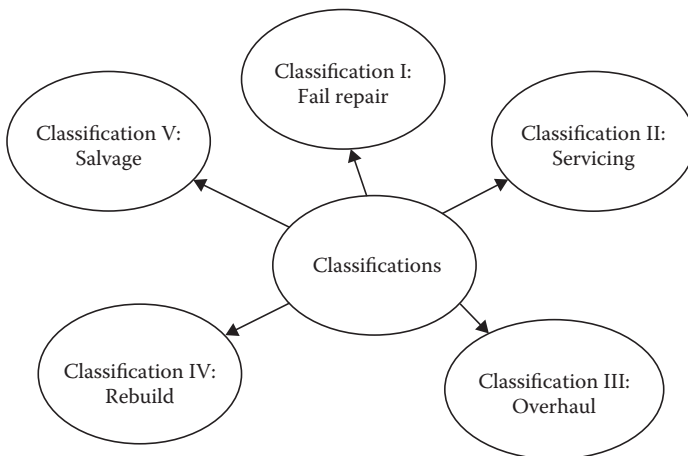 Classification I:
Fail repair
Classification V:
Salvage
Classification II:
Servicing
Classifications
Classification IV:
Rebuild
Classification III:
Overhaul